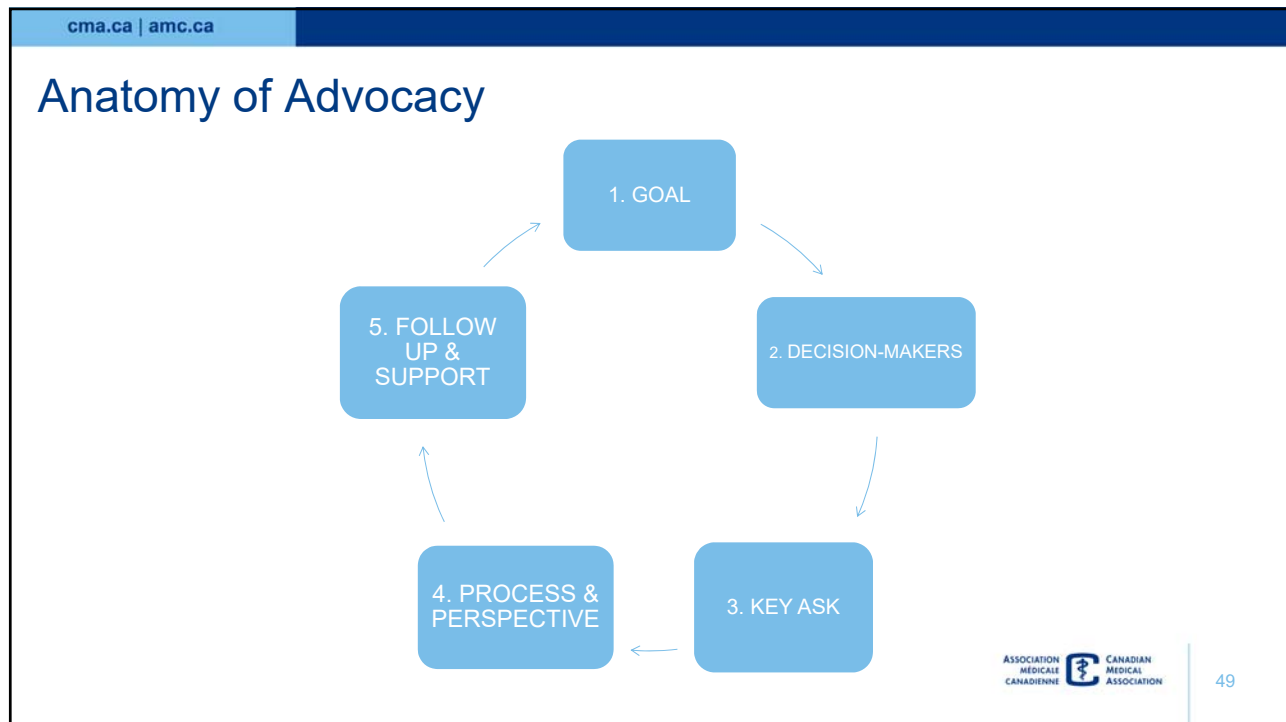 cma.ca | amc.ca
Anatomy of Advocacy
1. GOAL
2. DECISION-MAKERS
3. KEY ASK
4. PROCESS &
PERSPECTIVE
5. FOLLOW
UP &
SUPPORT
ASSOCIATION
MÉDICALE
CANADIENNE
CANADIAN
MEDICAL
ASSOCIATION
49